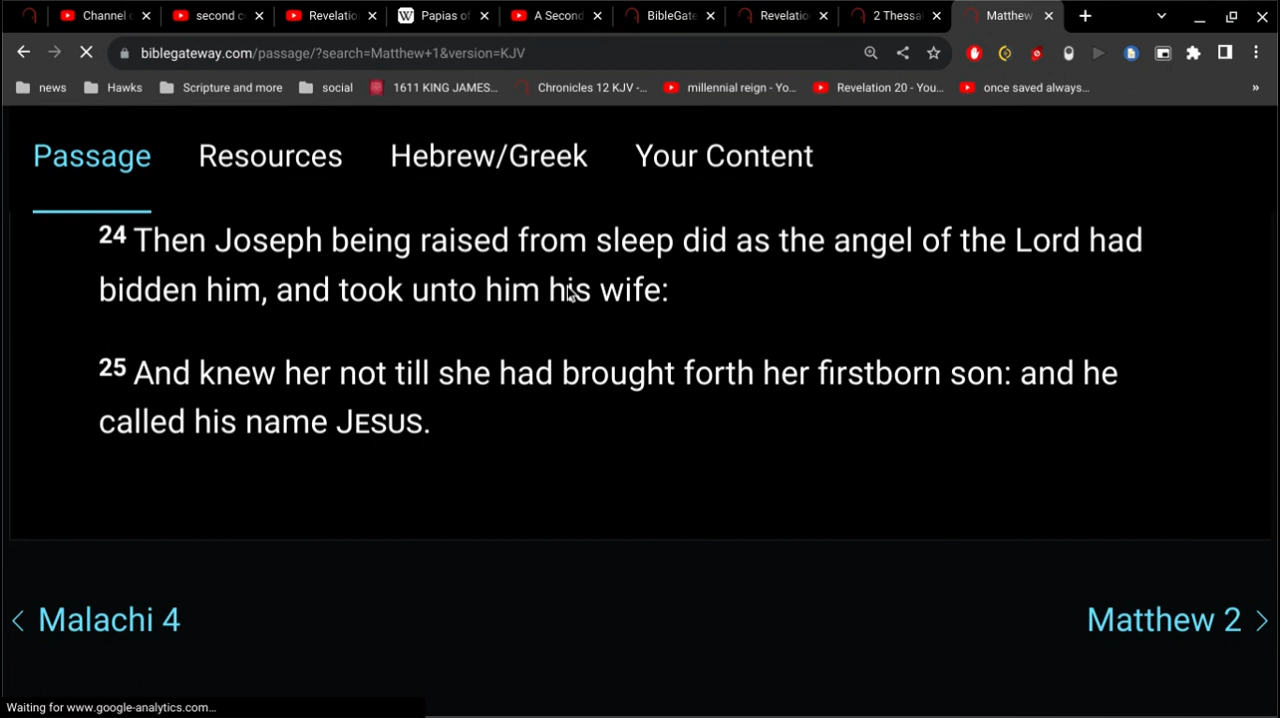 Channel
second c
Revelatio
Papias of
A Second
BibleGate
Revelatio
2 Thessa
Matthew
biblegateway.com/passage/?search=Matthew+1&version=KJV
news
Hawks
Scripture and more
social
1611 KING JAMES...
Chronicles 12 KJV -...
millennial reign - Yo...
Revelation 20 - You...
once saved always...
»
Passage
Resources
Hebrew/Greek
Your Content
24 Then Joseph being raised from sleep did as the angel of the Lord had
bidden him, and took unto him his wife:
25 And knew her not till she had brought forth her firstborn son: and he
called his name JESUS.
< Malachi 4
Matthew 2 >
Waiting for www.google-analytics.com...